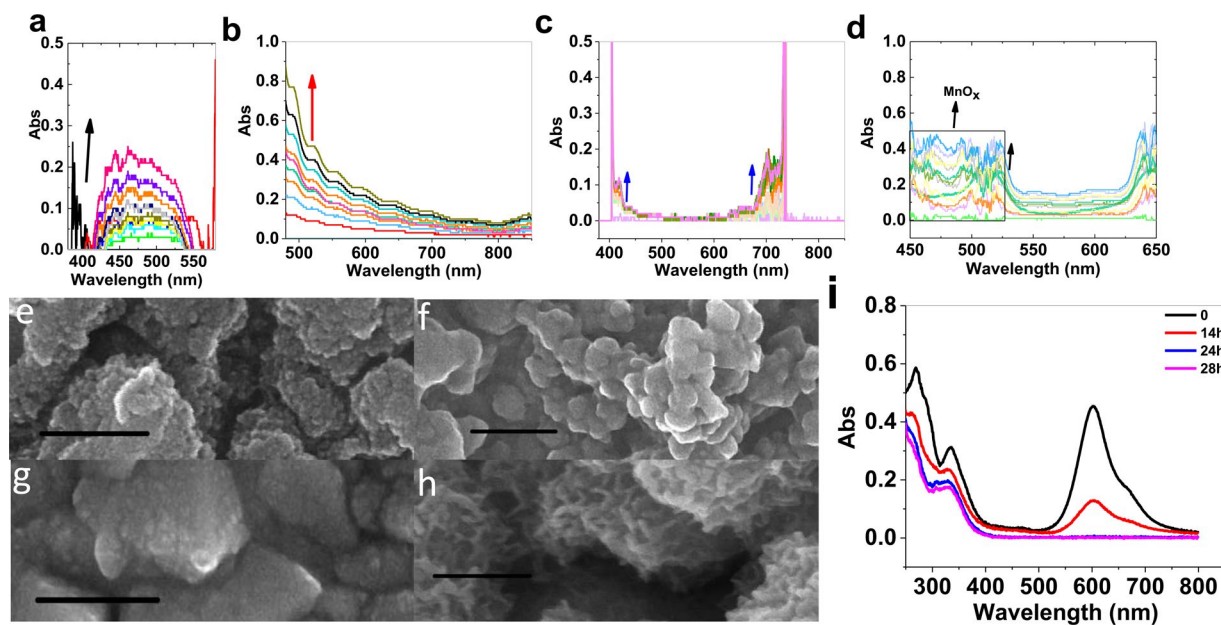 a
0.5
0.4
0.3
0.2
0.1
0.0
Abs
400 450 500 550
Wavelength (nm)
b
1.0
0.8
0.6
0.4
0.2
0.0
Abs
500 600 700 800
Wavelength (nm)
c
0.5
0.4
0.3
0.2
0.1
0.0
Abs
400 500 600 700 800
Wavelength (nm)
d
1.0
0.8
0.6
0.4
0.2
0.0
Abs
MnOx
450 500 550 600 650
Wavelength (nm)
e
f
g
h
i
0.8
0.6
0.4
0.2
0.0
Abs
0
14h
24h
28h
300 400 500 600 700 800
Wavelength (nm)